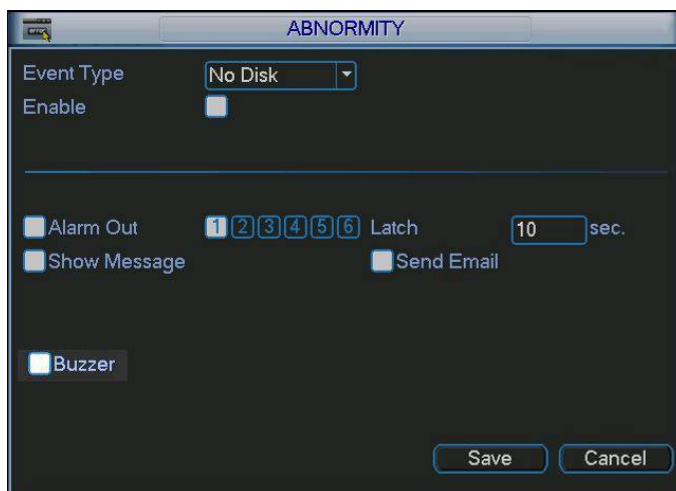 ABNORMITY
Event Type No Disk
Enable
Alarm Out 1 2 3 4 5 6 Latch 10 sec.
Show Message Send Email
Buzzer
Save Cancel